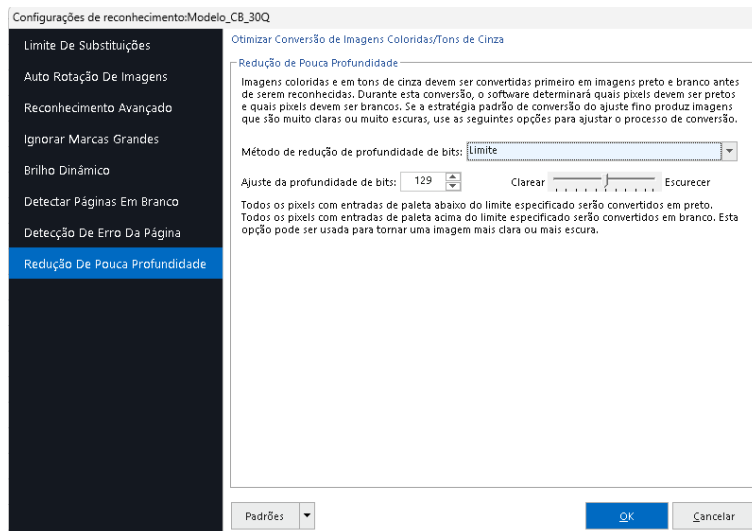 Configurações de reconhecimento:Modelo_CB_30Q
Limite De Substituições
Auto Rotação De Imagens
Reconhecimento Avançado
Ignorar Marcas Grandes
Brilho Dinâmico
Detectar Páginas Em Branco
Detecção De Erro Da Página
Redução De Pouca Profundidade
Otimizar Conversão de Imagens Coloridas/Tons de Cinza
Redução de Pouca Profundidade
Imagens coloridas e em tons de cinza devem ser convertidas primeiro em imagens preto e branco antes
de serem reconhecidas. Durante esta conversão, o software determinará quais pixels devem ser pretos
e quais pixels devem ser brancos. Se a estratégia padrão de conversão do ajuste fino produz imagens
que são muito claras ou muito escuras, use as seguintes opções para ajustar o processo de conversão.
Método de redução de profundidade de bits: Limite
Ajuste da profundidade de bits: 129 Clarear Escurecer
Todos os pixels com entradas de paleta abaixo do limite especificado serão convertidos em preto.
Todos os pixels com entradas de paleta acima do limite especificado serão convertidos em branco. Esta
opção pode ser usada para tornar uma imagem mais clara ou mais escura.
Padrões OK Cancelar